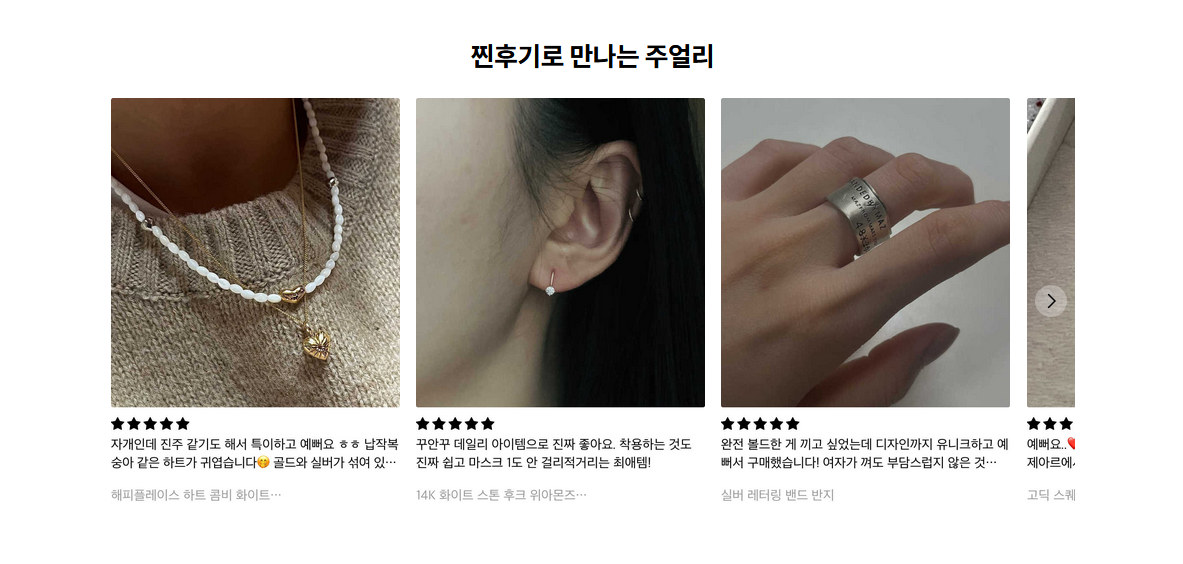 찐후기로 만나는 주얼리
★★★★★
자개인데 진주 같기도 해서 특이하고 예뻐요 ㅎㅎ 납작복
숭아 같은 하트가 귀엽습니다🤭 골드와 실버가 섞여 있…
해피플레이스 하트 콤비 화이트…
★★★★★
꾸안꾸 데일리 아이템으로 진짜 좋아요. 착용하는 것도
진짜 쉽고 마스크 1도 안 걸리적거리는 최애템!
14K 화이트 스톤 후크 위아몬즈…
★★★★★
완전 볼드한 게 끼고 싶었는데 디자인까지 유니크하고 예
뻐서 구매했습니다! 여자가 껴도 부담스럽지 않은 것…
실버 레터링 밴드 반지
★★★
예뻐요..❤
제아르에
고딕 스퀘